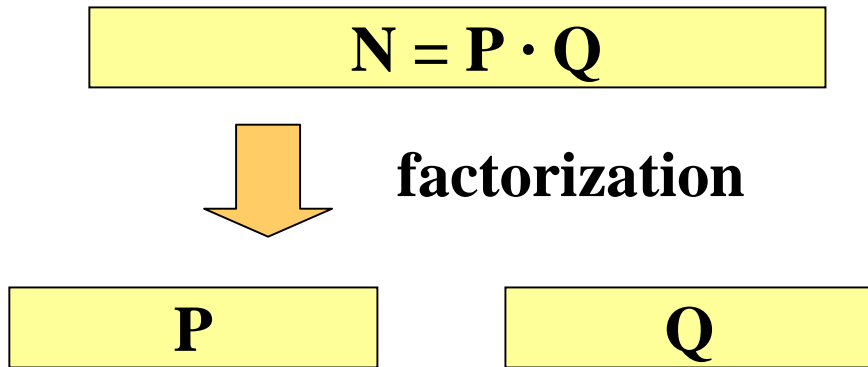 N = P · Q
factorization
P
Q